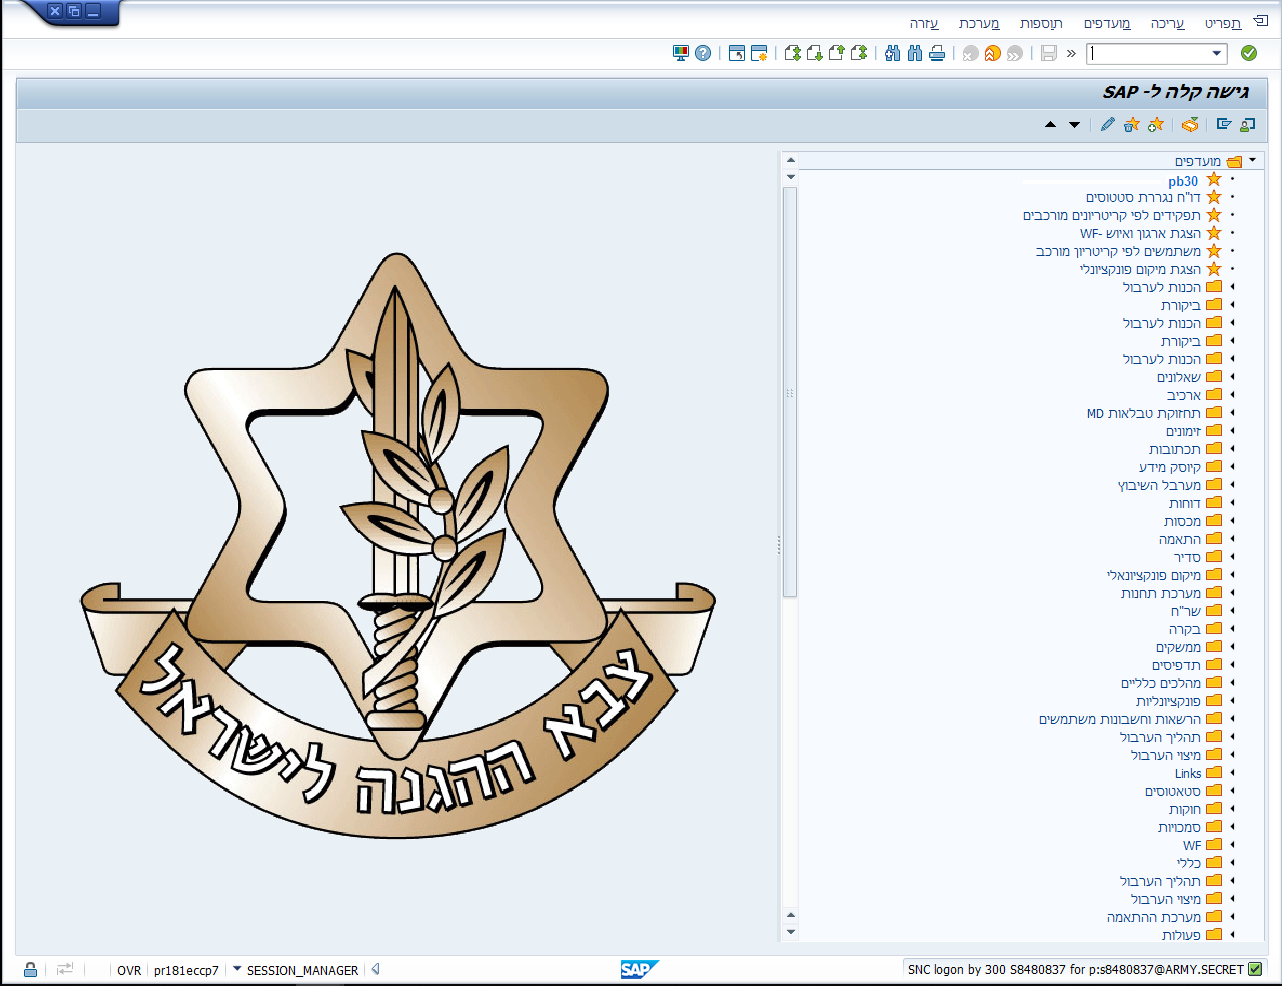 תפריט עריכה מועדפים תוספות מערכת עזרה
1
גישה קלה ל- SAP
מועדפים
pb30
דו"ח נגררת סטטוסים
תפקידים לפי קריטריונים מורכבים
הצגת ארגון ואיוש -WF
משתמשים לפי קריטריון מורכב
הצגת מיקום פונקציונלי
הכנות לערבול
ביקורת
הכנות לערבול
ביקורת
הכנות לערבול
שאלונים
ארכיב
תחזוקת טבלאות MD
זימונים
תכתובות
קיוסק מידע
מערבל השיבוץ
דוחות
מכסות
התאמה
סדיר
מיקום פונקציונאלי
מערכת תחנות
שר"ח
בקרה
ממשקים
תדפיסים
מהלכים כלליים
פונקציונליות
הרשאות וחשבונות משתמשים
תהליך הערבול
מיצוי הערבול
Links
סטאטוסים
חוקות
סמכויות
WF
כללי
תהליך הערבול
מיצוי הערבול
מערכת ההתאמה
פעולות
צבא ההגנה לישראל
OVR pr181eccp7 SESSION_MANAGER
SAP
SNC logon by 300 S8480837 for p:s8480837@ARMY.SECRET